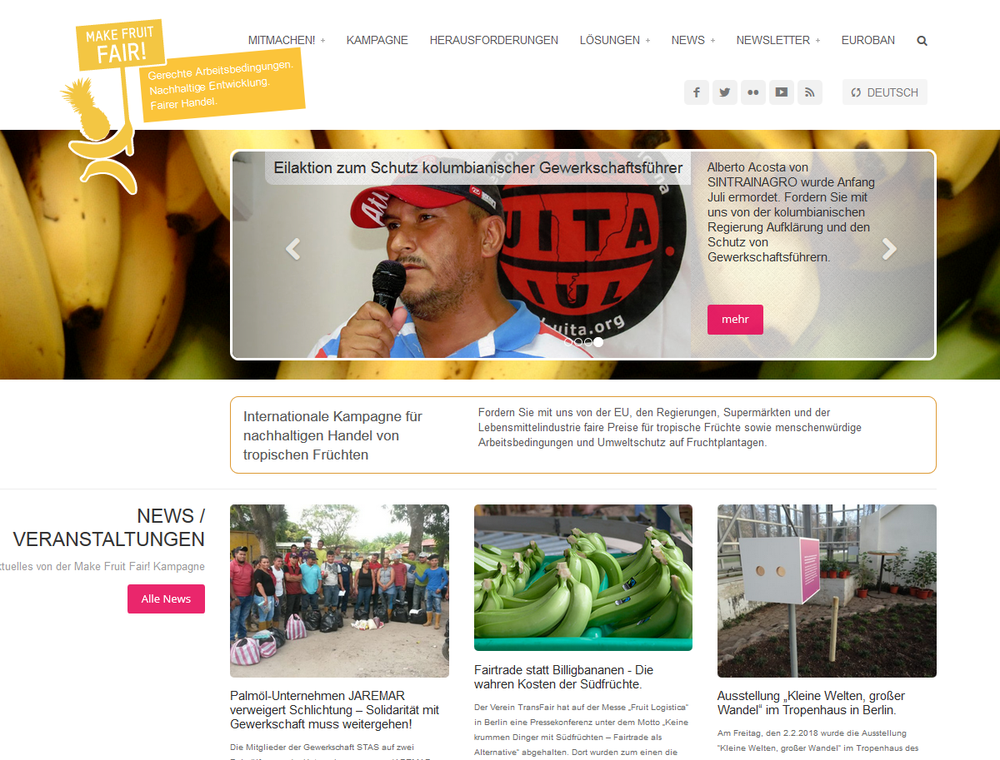 MAKE FRUIT
FAIR!
Gerechte Arbeitsbedingungen.
Nachhaltige Entwicklung.
Fairer Handel.
MITMACHEN! +
KAMPAGNE
HERAUSFORDERUNGEN
LÖSUNGEN +
NEWS +
NEWSLETTER +
EUROBAN
DEUTSCH
Eilaktion zum Schutz kolumbianischer Gewerkschaftsführer
UITA.
IUL
uita.org
Alberto Acosta von
SINTRAINAGRO wurde Anfang
Juli ermordet. Fordern Sie mit
uns von der kolumbianischen
Regierung Aufklärung und den
Schutz von
Gewerkschaftsführern.
mehr
Internationale Kampagne für
nachhaltigen Handel von
tropischen Früchten
Fordern Sie mit uns von der EU, den Regierungen, Supermärkten und der
Lebensmittelindustrie faire Preise für tropische Früchte sowie menschenwürdige
Arbeitsbedingungen und Umweltschutz auf Fruchtplantagen.
NEWS /
VERANSTALTUNGEN
ktuelles von der Make Fruit Fair! Kampagne
Alle News
Palmöl-Unternehmen JAREMAR
verweigert Schlichtung – Solidarität mit
Gewerkschaft muss weitergehen!
Die Mitglieder der Gewerkschaft STAS auf zwei
Fairtrade statt Billigbananen - Die
wahren Kosten der Südfrüchte.
Der Verein TransFair hat auf der Messe „Fruit Logistica“
in Berlin eine Pressekonferenz unter dem Motto „Keine
krummen Dinger mit Südfrüchten – Fairtrade als
Alternative“ abgehalten. Dort wurden zum einen die
Ausstellung „Kleine Welten, großer
Wandel“ im Tropenhaus in Berlin.
Am Freitag, den 2.2.2018 wurde die Ausstellung
“Kleine Welten, großer Wandel“ im Tropenhaus des